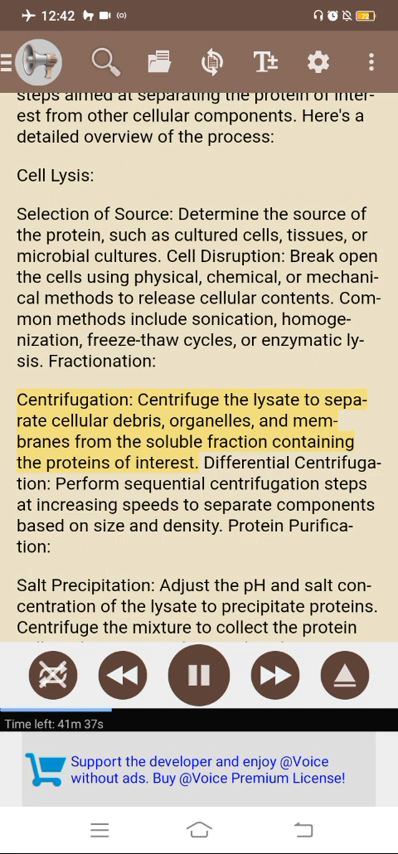 12:42
T±
steps aimed at separating the protein of inter-
est from other cellular components. Here's a
detailed overview of the process:
Cell Lysis:
Selection of Source: Determine the source of
the protein, such as cultured cells, tissues, or
microbial cultures. Cell Disruption: Break open
the cells using physical, chemical, or mechani-
cal methods to release cellular contents. Com-
mon methods include sonication, homoge-
nization, freeze-thaw cycles, or enzymatic ly-
sis. Fractionation:
Centrifugation: Centrifuge the lysate to sepa-
rate cellular debris, organelles, and mem-
branes from the soluble fraction containing
the proteins of interest. Differential Centrifuga-
tion: Perform sequential centrifugation steps
at increasing speeds to separate components
based on size and density. Protein Purifica-
tion:
Salt Precipitation: Adjust the pH and salt con-
centration of the lysate to precipitate proteins.
Centrifuge the mixture to collect the protein
Time left: 41m 37s
Support the developer and enjoy @Voice
without ads. Buy @Voice Premium License!